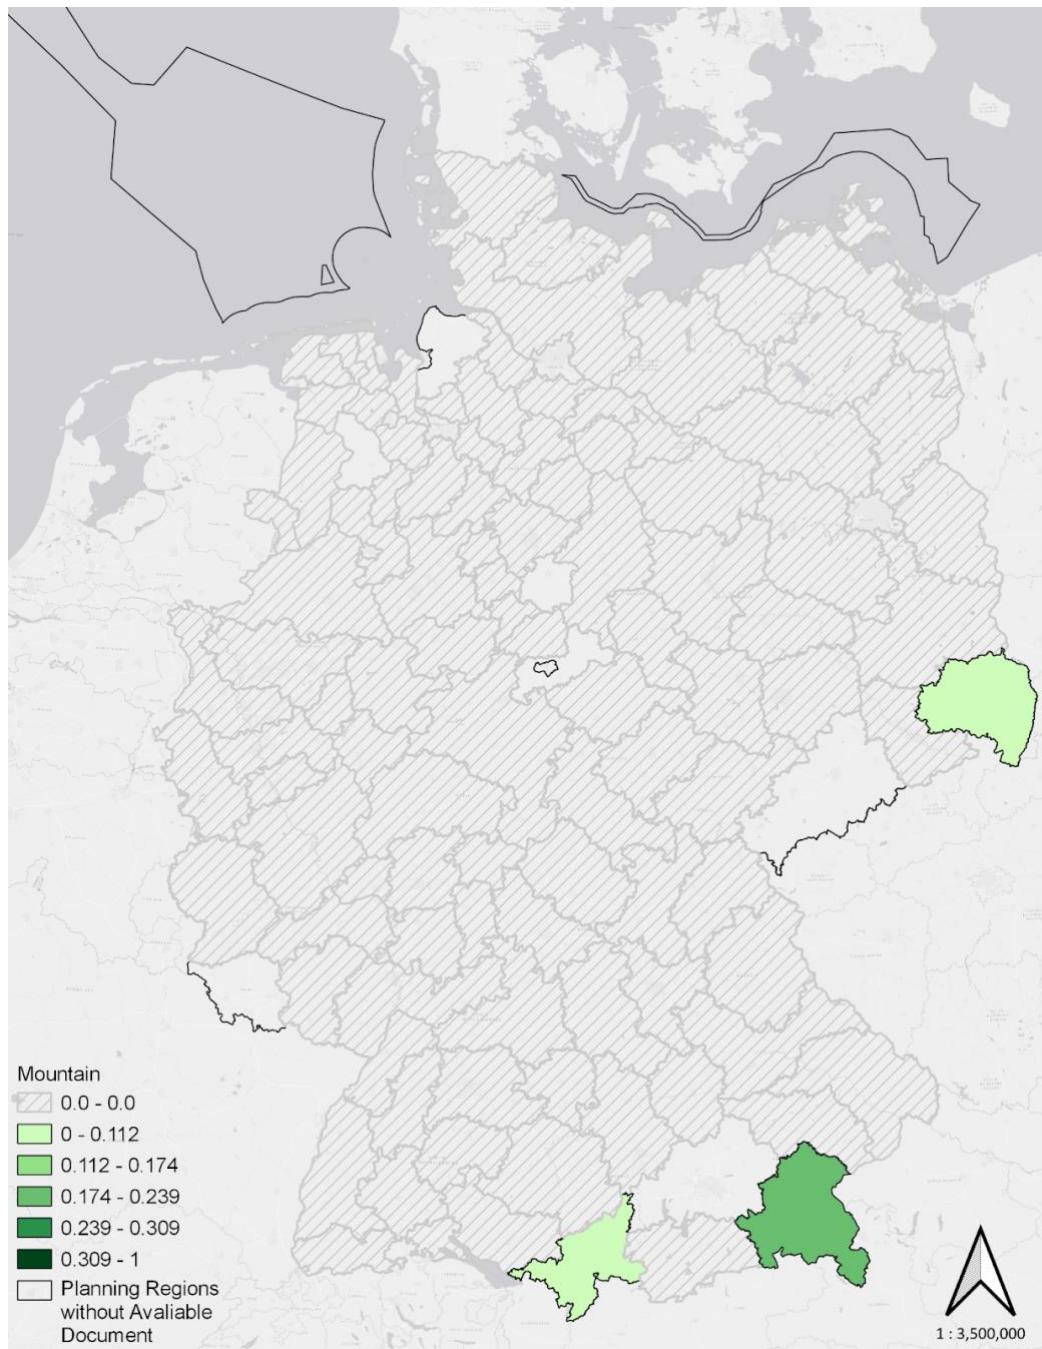 Mountain
0.0 - 0.0
0 - 0.112
0.112 - 0.174
0.174 - 0.239
0.239 - 0.309
0.309 - 1
Planning Regions
without Avaliable
Document
1 : 3,500,000